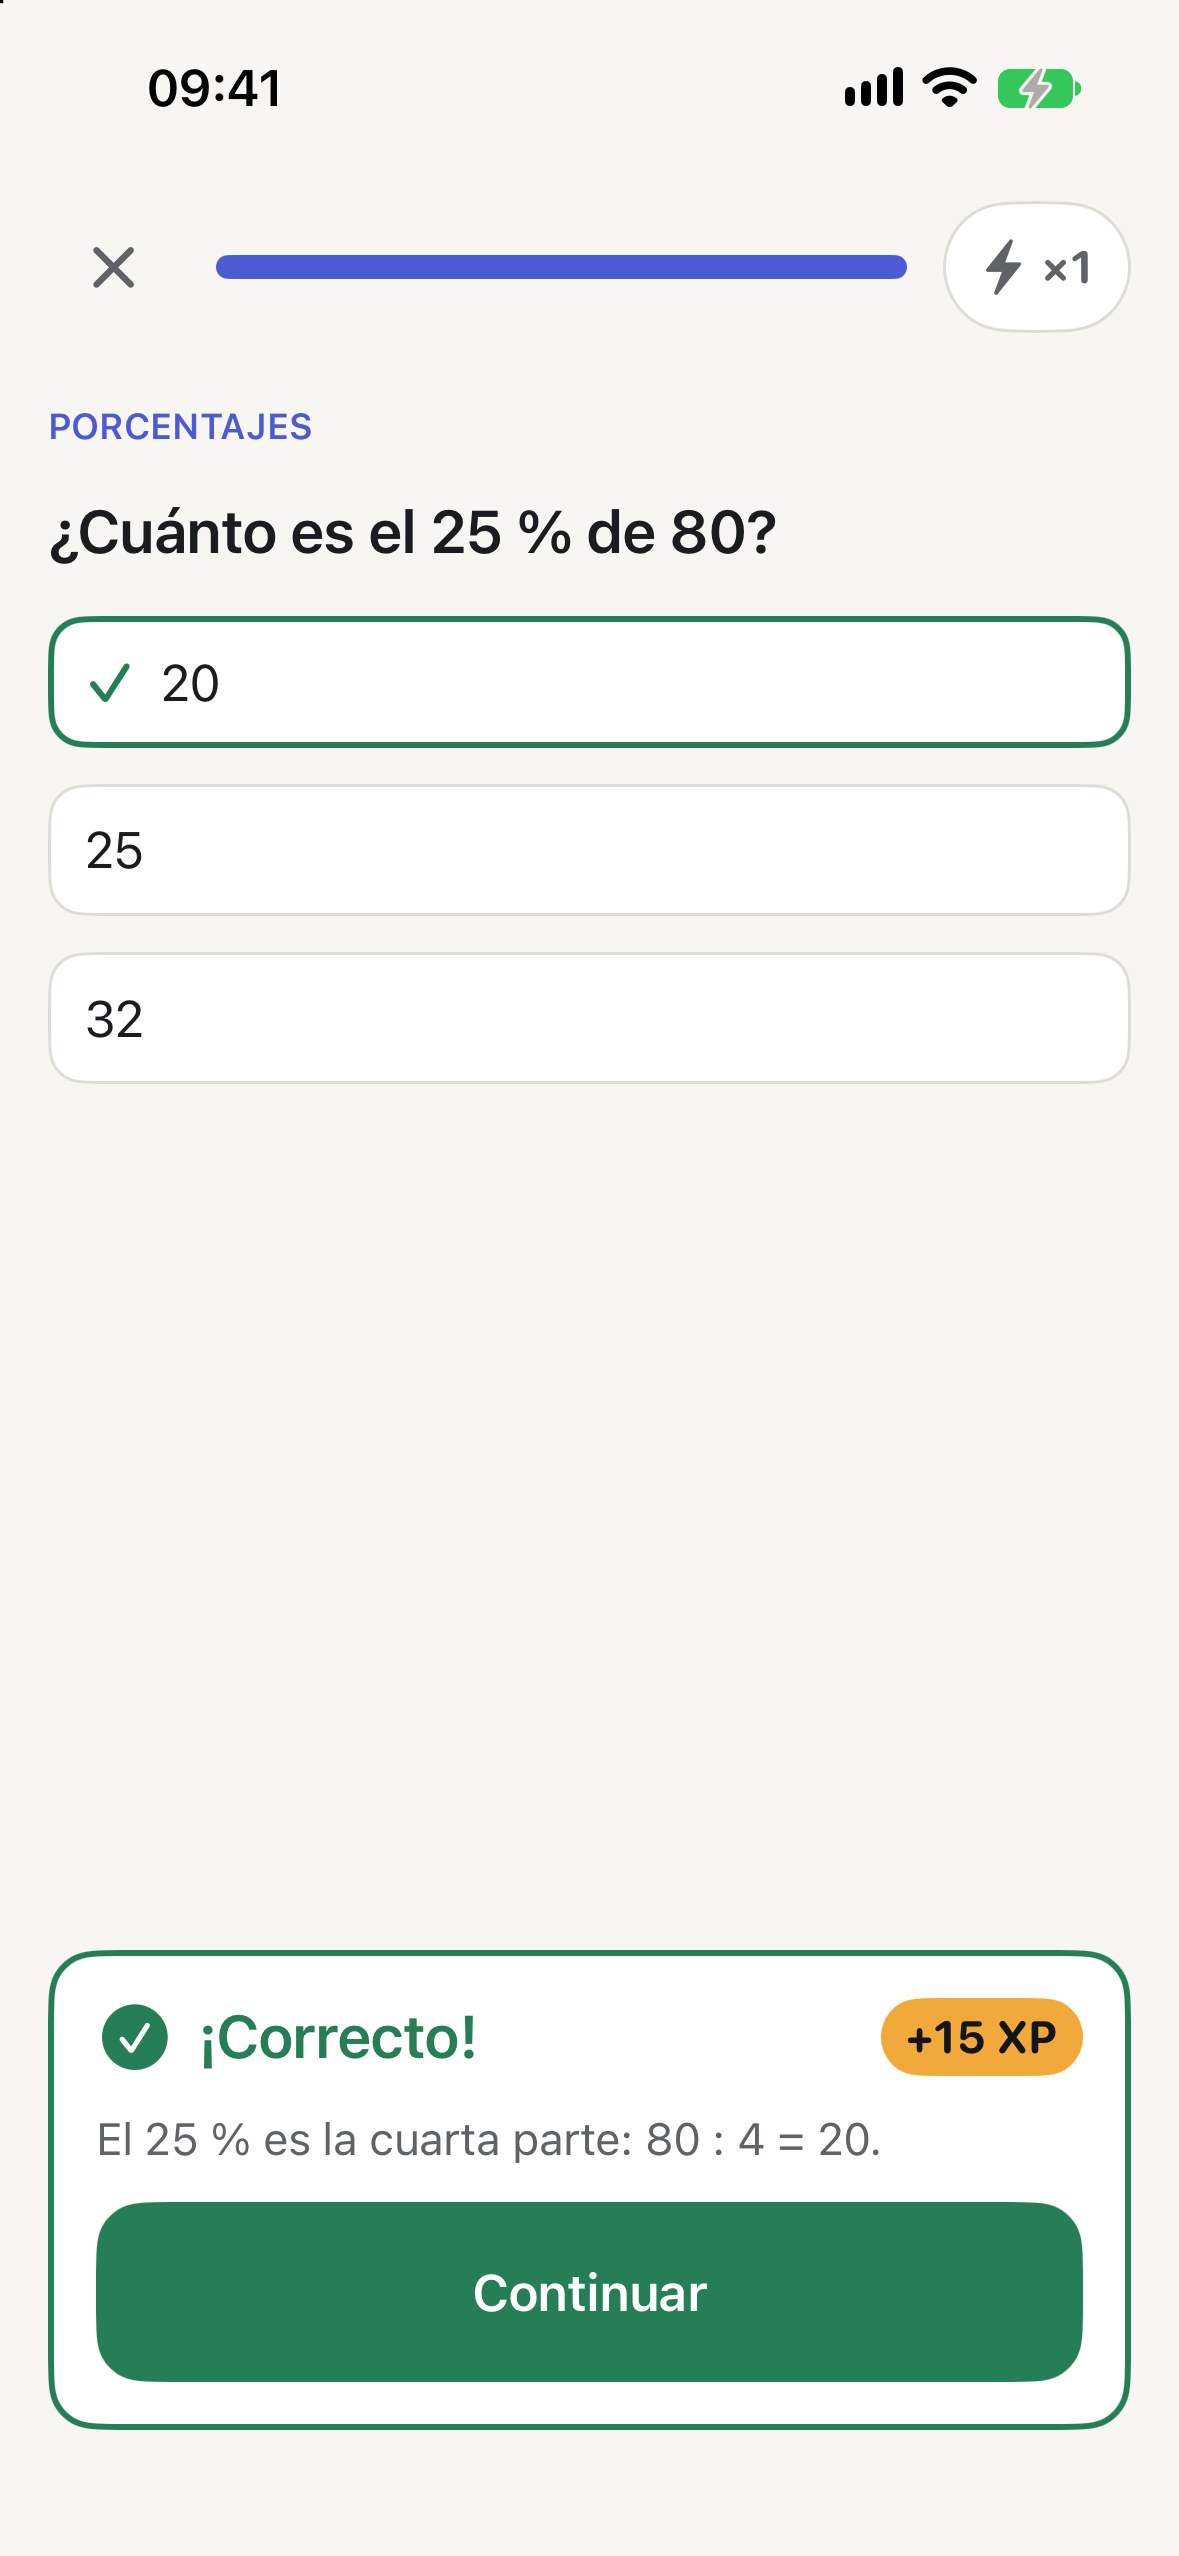 09:41
×1
PORCENTAJES
¿Cuánto es el 25 % de 80?
20
25
32
¡Correcto!
+15 XP
El 25 % es la cuarta parte: 80 : 4 = 20.
Continuar